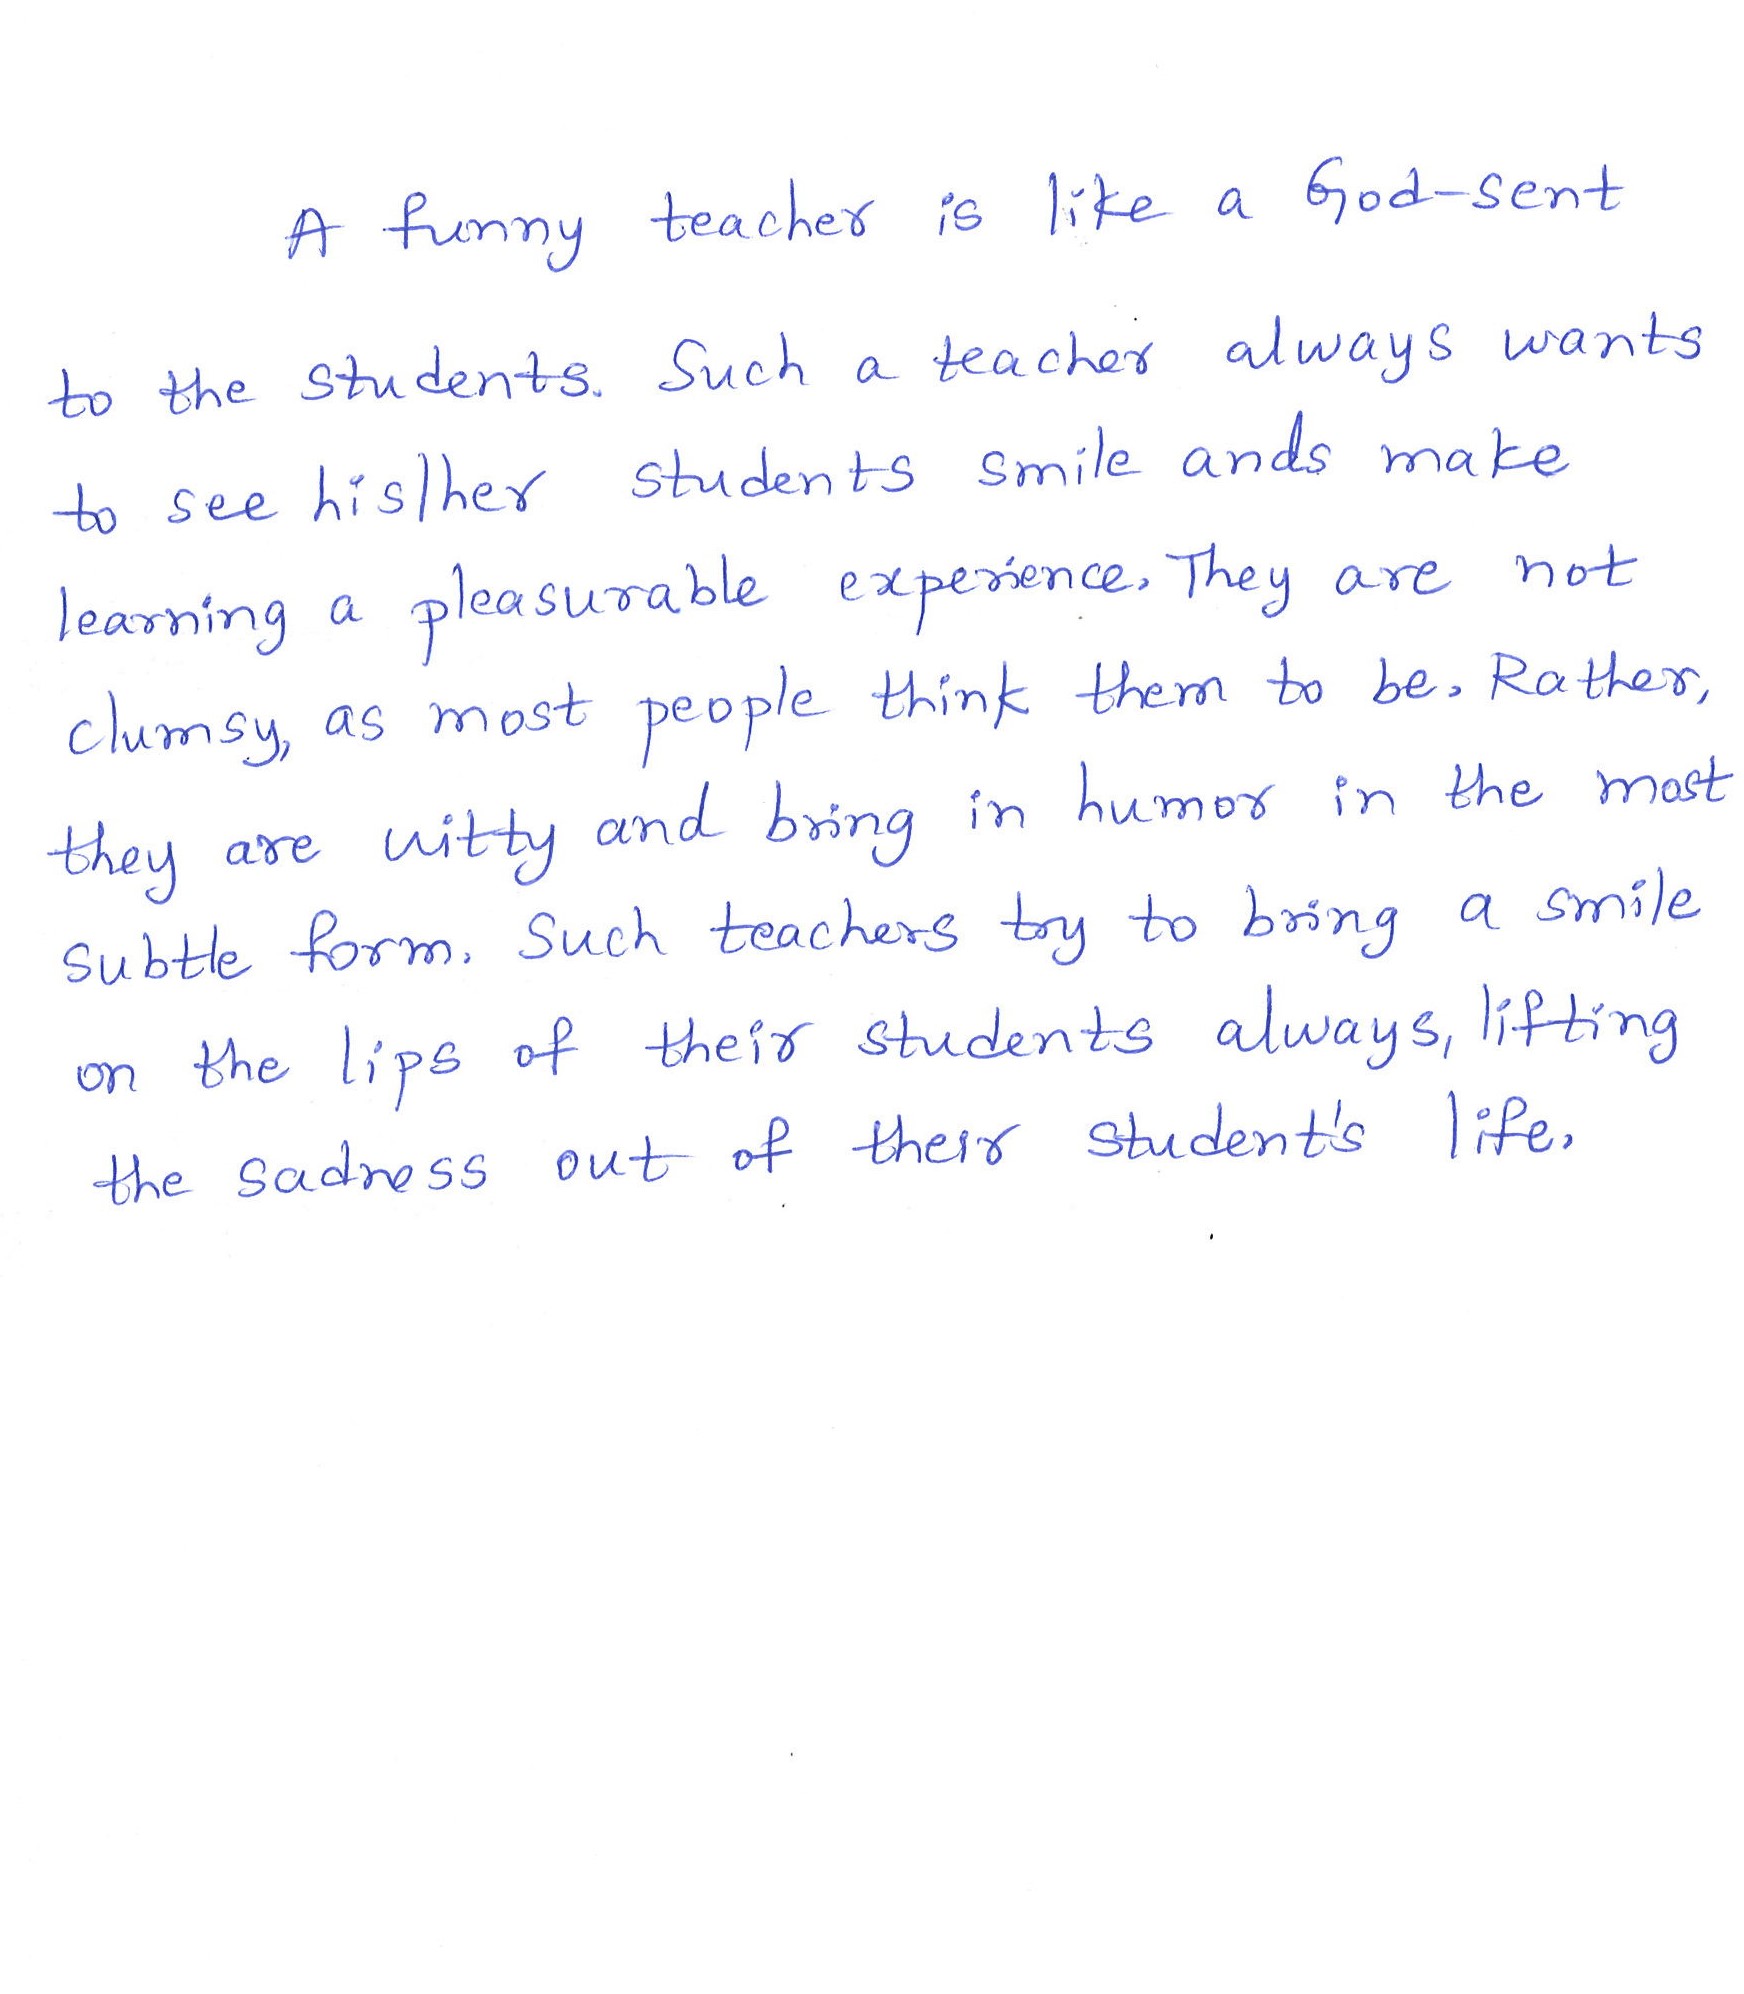 A funny teacher is like a God-sent
to the students. Such a teacher always wants
to see his/her students smile ands make
learning a pleasurable experience. They are not
clumsy, as most people think them to be. Rather,
they are witty and bring in humor in the most
subtle form. Such teachers try to bring a smile
on the lips of their students always, lifting
the sadness out of their student's life.